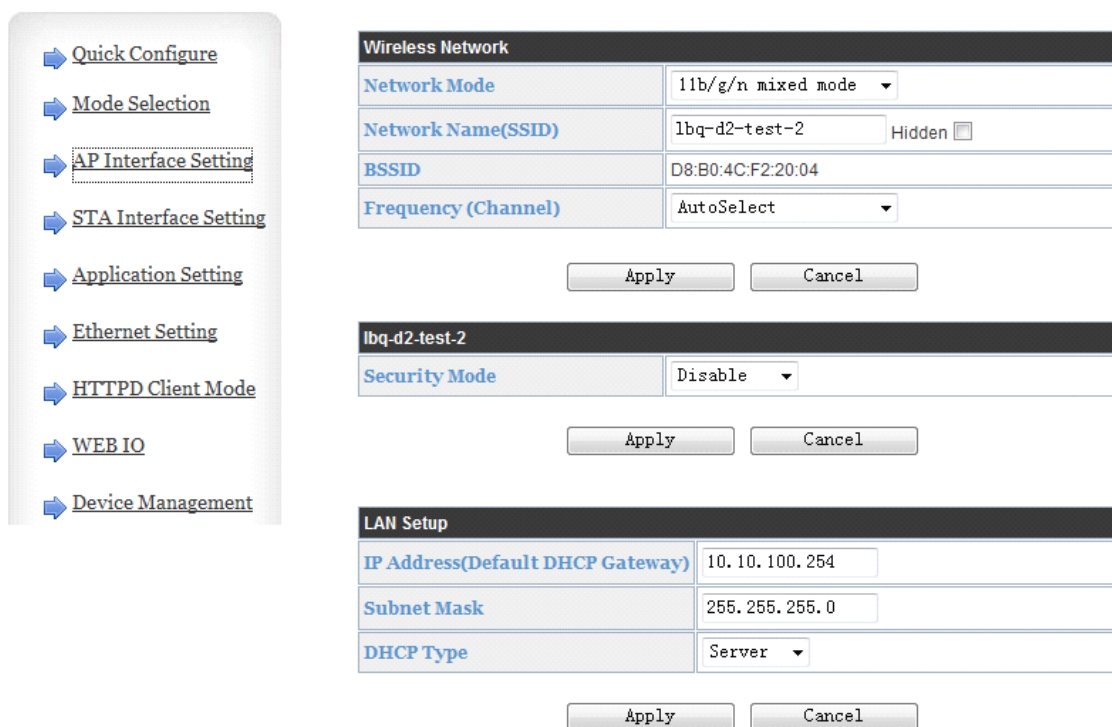 Quick Configure
Mode Selection
AP Interface Setting
STA Interface Setting
Application Setting
Ethernet Setting
HTTPD Client Mode
WEB IO
Device Management
Wireless Network
Network Mode 11b/g/n mixed mode
Network Name(SSID) lbq-d2-test-2 Hidden
BSSID D8:B0:4C:F2:20:04
Frequency (Channel) AutoSelect
Apply Cancel
lbq-d2-test-2
Security Mode Disable
Apply Cancel
LAN Setup
IP Address(Default DHCP Gateway) 10.10.100.254
Subnet Mask 255.255.255.0
DHCP Type Server
Apply Cancel